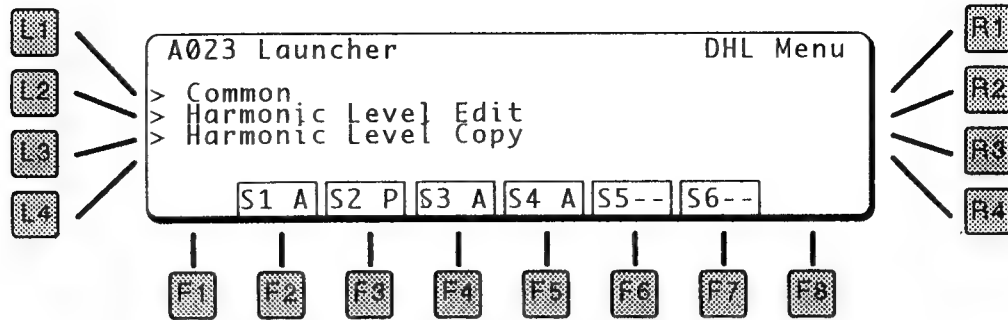 L1
L2
L3
L4
A023 Launcher DHL Menu
> Common
> Harmonic Level Edit
> Harmonic Level Copy
S1 A S2 P S3 A S4 A S5-- S6--
R1
R2
R3
R4
F1 F2 F3 F4 F5 F6 F7 F8